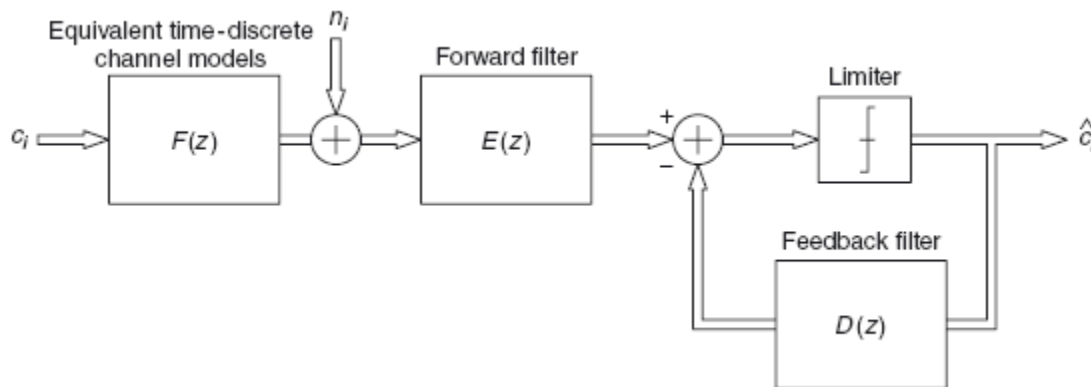 Equivalent time-discrete
channel models
n_i
Forward filter
Limiter
c_i
F(z)
E(z)
+
−
ĉ_i
Feedback filter
D(z)